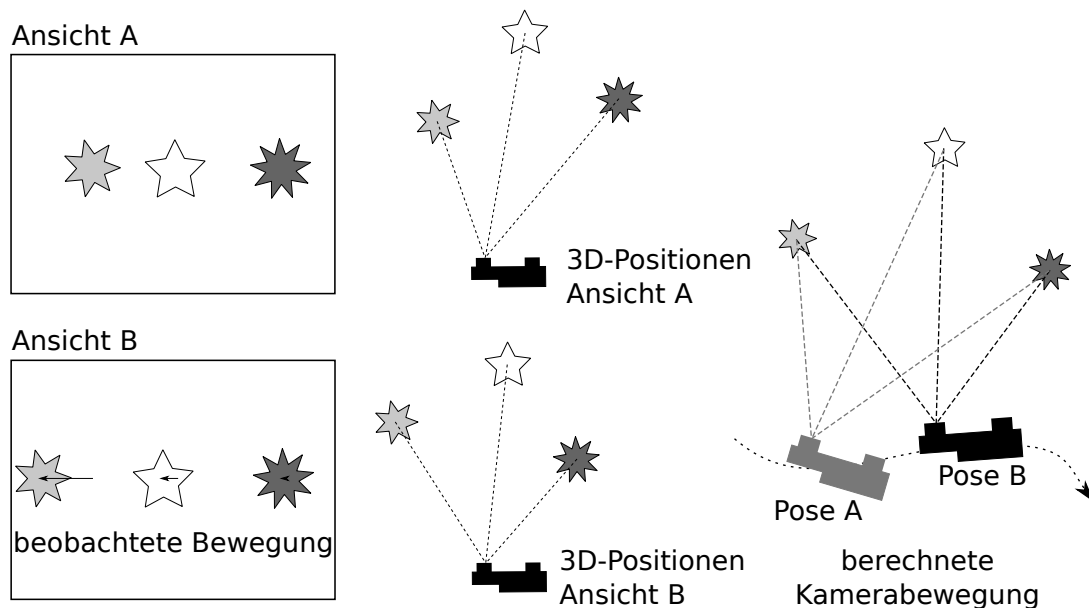 Ansicht A
3D-Positionen
Ansicht A
Ansicht B
beobachtete Bewegung
3D-Positionen
Ansicht B
Pose A
Pose B
berechnete
Kamerabewegung